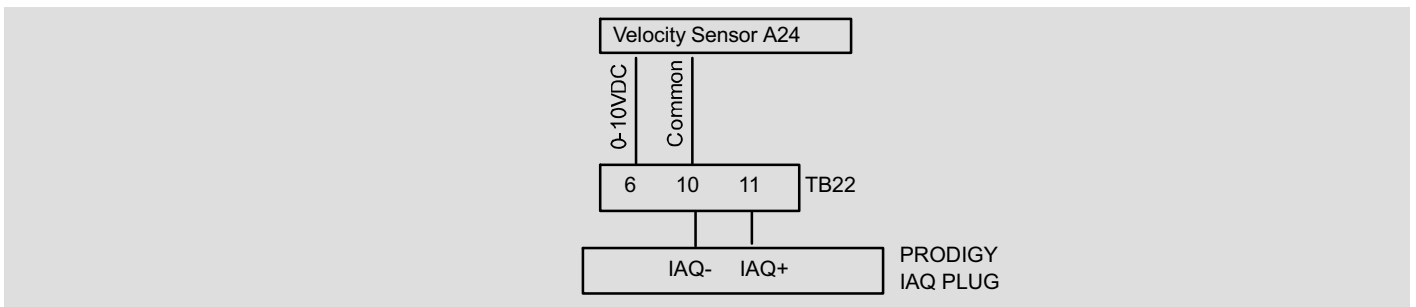 Velocity Sensor A24
0-10VDC
Common
6 10 11 TB22
IAQ- IAQ+
PRODIGY
IAQ PLUG